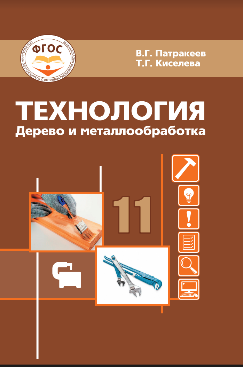 ФГОС
В.Г. Патракеев
Т.Г. Киселева
ТЕХНОЛОГИЯ
Дерево и металлообработка
11